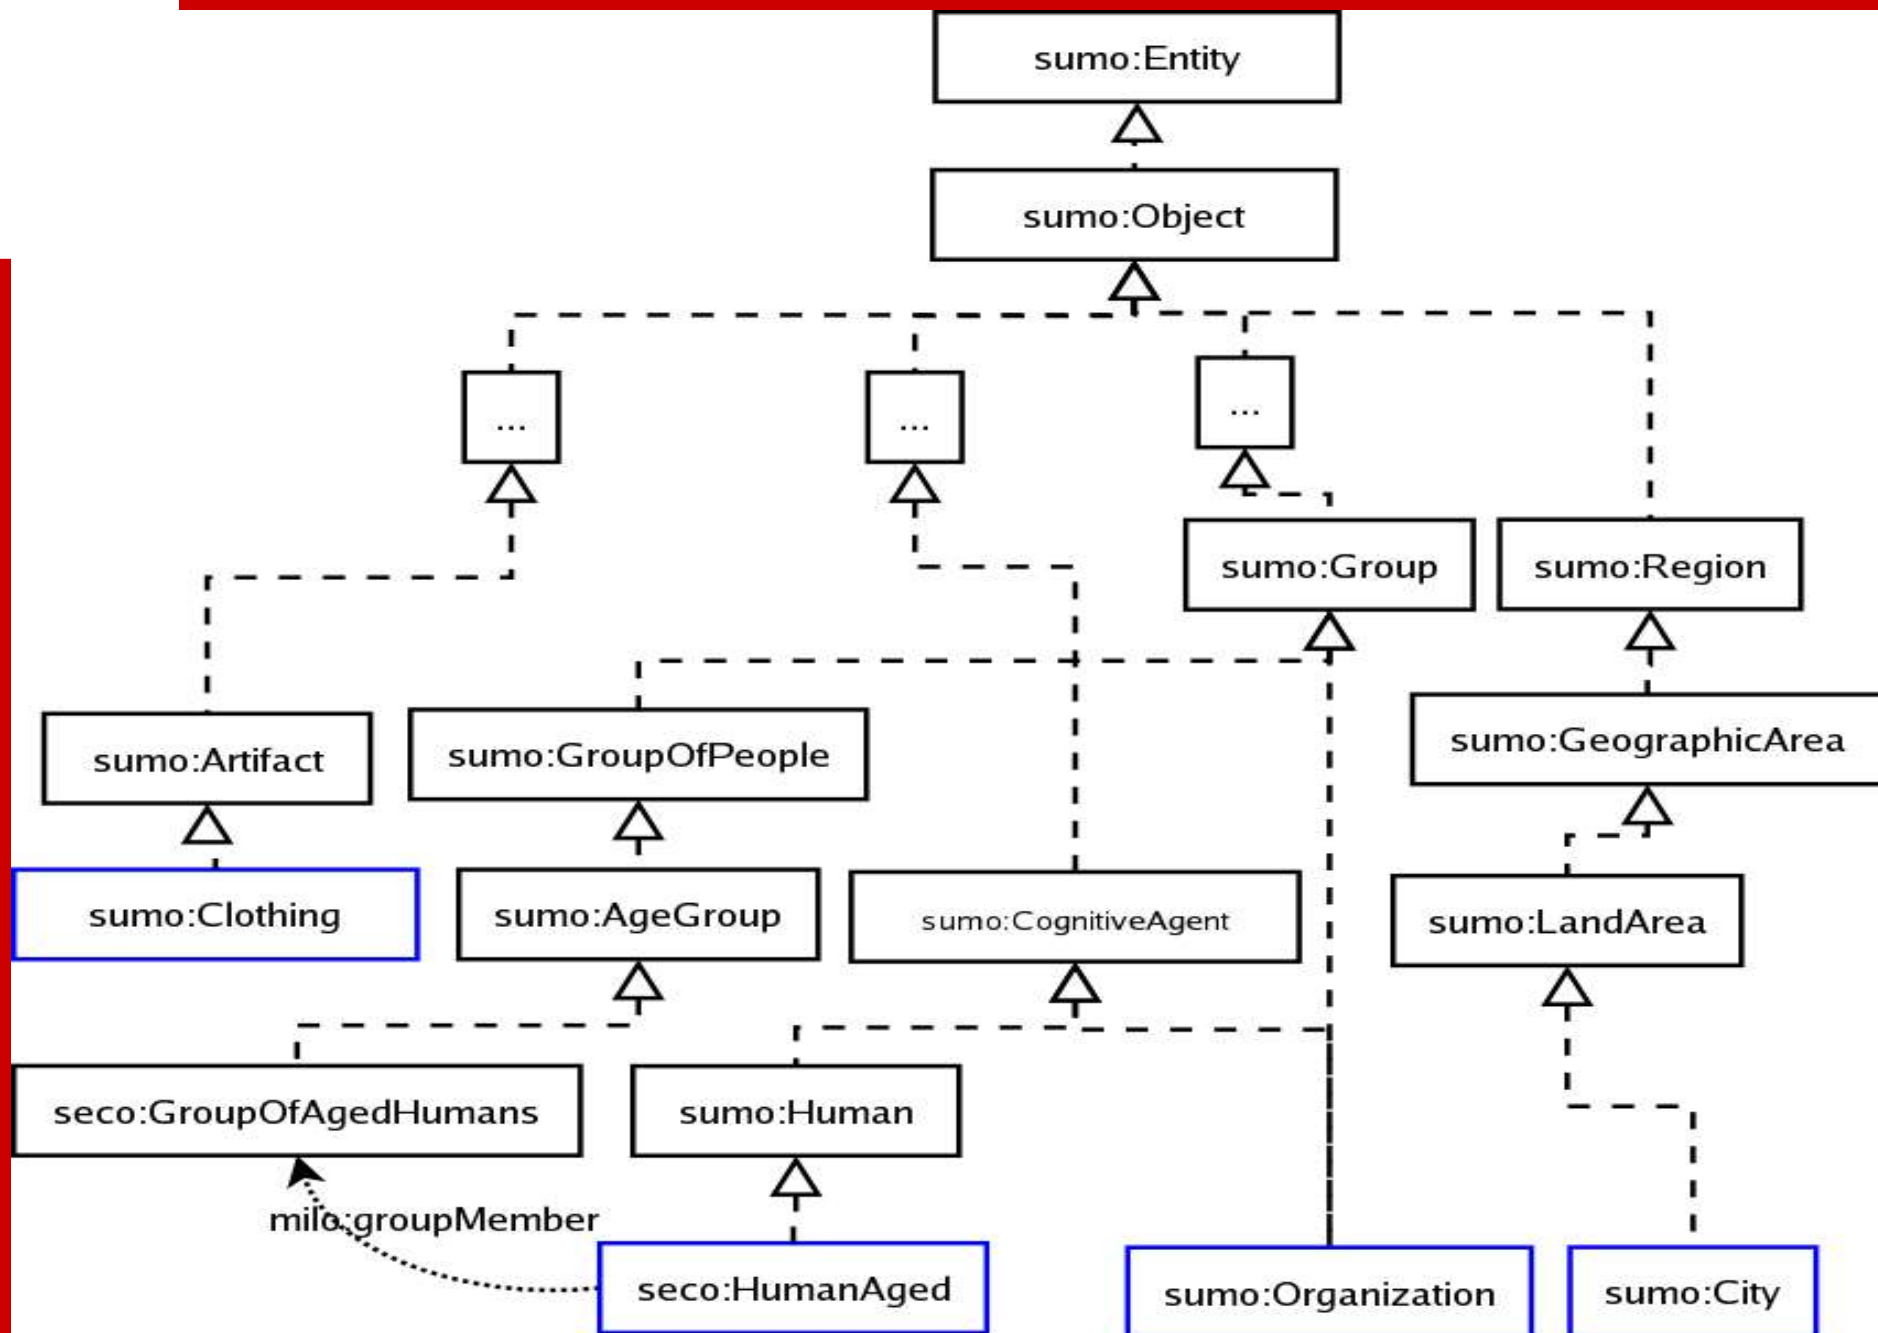 sumo:Entity
sumo:Object
...
...
...
sumo:Group
sumo:Region
sumo:Artifact
sumo:GroupOfPeople
sumo:GeographicArea
sumo:Clothing
sumo:AgeGroup
sumo:CognitiveAgent
sumo:LandArea
seco:GroupOfAgedHumans
sumo:Human
milo:groupMember
seco:HumanAged
sumo:Organization
sumo:City